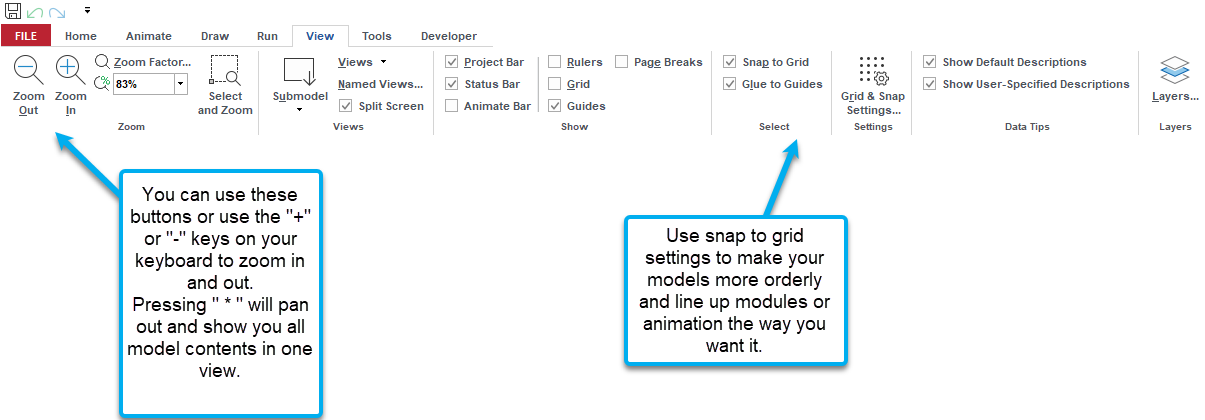 FILE Home Animate Draw Run View Tools Developer
Zoom Out
Zoom In
Zoom Factor...
83%
Select and Zoom
Zoom
Submodel
Views
Named Views...
Split Screen
Views
Project Bar
Status Bar
Animate Bar
Rulers
Grid
Guides
Page Breaks
Show
Snap to Grid
Glue to Guides
Select
Grid & Snap
Settings...
Settings
Show Default Descriptions
Show User-Specified Descriptions
Data Tips
Layers...
Layers
You can use these
buttons or use the "+"
or "-" keys on your
keyboard to zoom in
and out.
Pressing " * " will pan
out and show you all
model contents in one
view.
Use snap to grid
settings to make your
models more orderly
and line up modules or
animation the way you
want it.